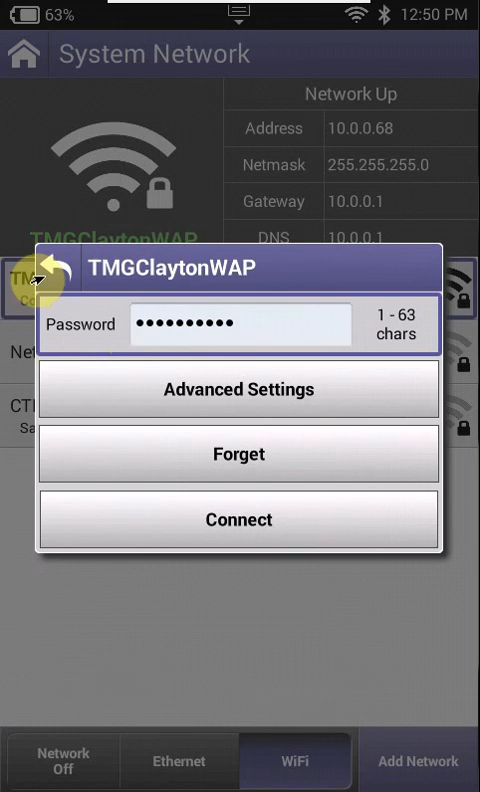 63%
12:50 PM
System Network
Network Up
Address 10.0.0.68
Netmask 255.255.255.0
Gateway 10.0.0.1
DNS 10.0.0.1
TMGClaytonWAP
TMGClaytonWAP
Password •••••••••• 1 - 63
chars
Advanced Settings
Forget
Connect
Network
Off
Ethernet
WiFi
Add Network